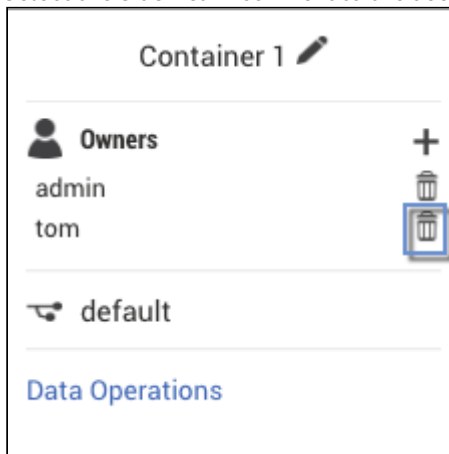 Container 1
Owners
admin
tom
default
Data Operations